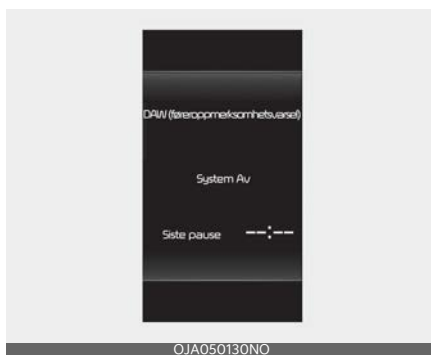 DAW (føreroppmerksomhetsvarsel)
System Av
Siste pause --:--
OJA050130NO